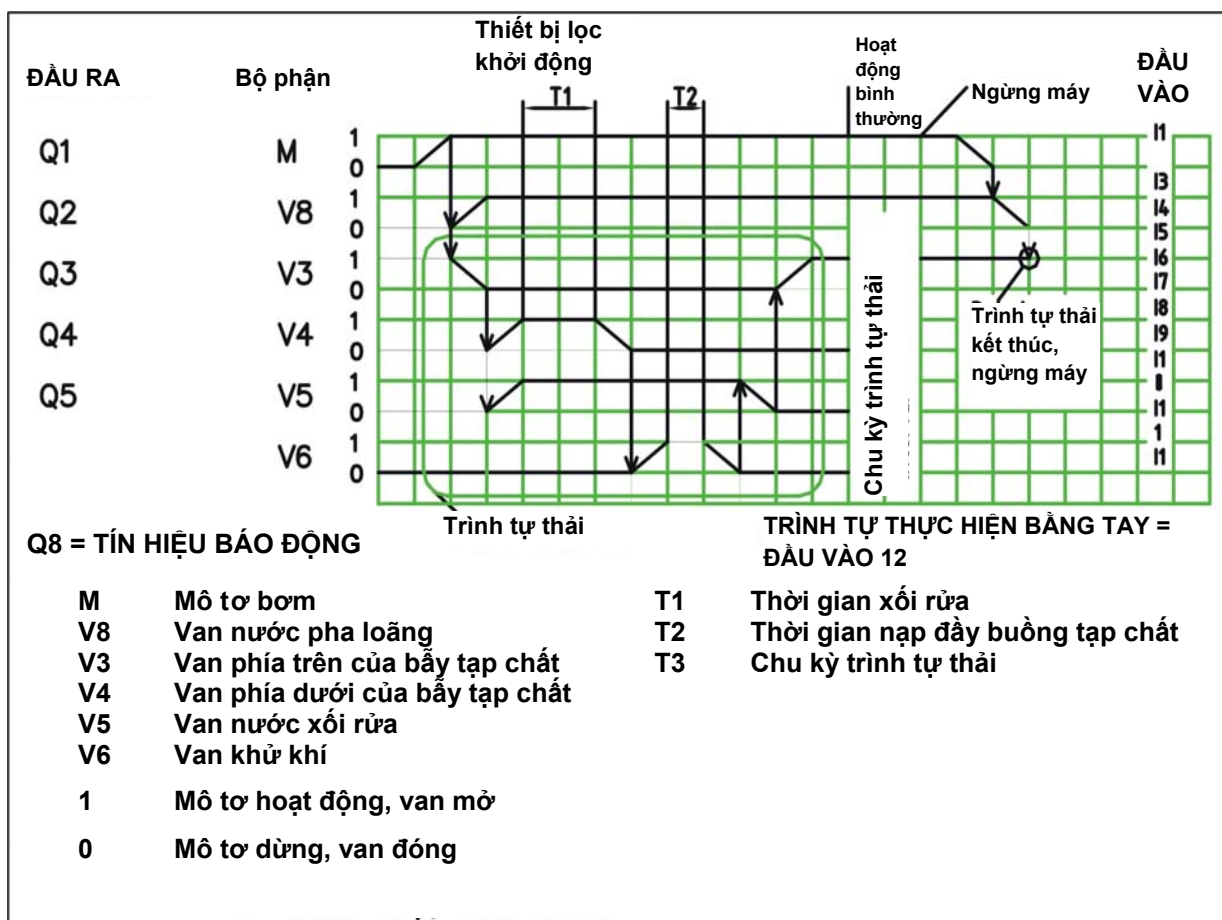 Thiết bị lọc
khởi động
Hoạt
động
bình
thường
ĐẦU RA
Bộ phận
T1
T2
Ngừng máy
ĐẦU
VÀO
Q1
M
1
0
I1
Q2
V8
1
0
I3
I4
I5
Q3
V3
1
0
I6
I7
Q4
V4
1
0
I8
I9
I1
Q5
V5
1
0
I1
V6
1
0
1
I1
Chu kỳ trình tự thải
Trình tự thải
kết thúc,
ngừng máy
Trình tự thải
TRÌNH TỰ THỰC HIỆN BẰNG TAY =
ĐẦU VÀO 12
Q8 = TÍN HIỆU BÁO ĐỘNG
M Mô tơ bơm
V8 Van nước pha loãng
V3 Van phía trên của bẫy tạp chất
V4 Van phía dưới của bẫy tạp chất
V5 Van nước xối rửa
V6 Van khử khí
T1 Thời gian xối rửa
T2 Thời gian nạp đầy buồng tạp chất
T3 Chu kỳ trình tự thải
1 Mô tơ hoạt động, van mở
0 Mô tơ dừng, van đóng